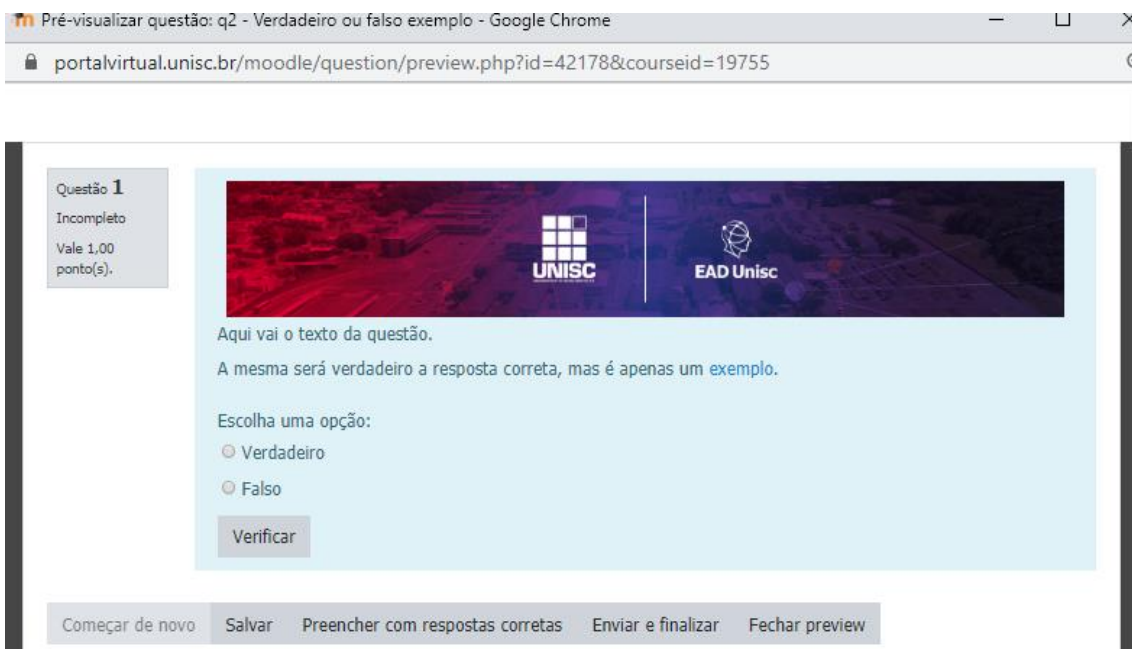 Pré-visualizar questão: q2 - Verdadeiro ou falso exemplo - Google Chrome
portalvirtual.unisc.br/moodle/question/preview.php?id=42178&courseid=19755
Questão 1
Incompleto
Vale 1,00
ponto(s).
UNISC
EAD Unisc
Aqui vai o texto da questão.
A mesma será verdadeiro a resposta correta, mas é apenas um exemplo.
Escolha uma opção:
Verdadeiro
Falso
Verificar
Começar de novo Salvar Preencher com respostas corretas Enviar e finalizar Fechar preview